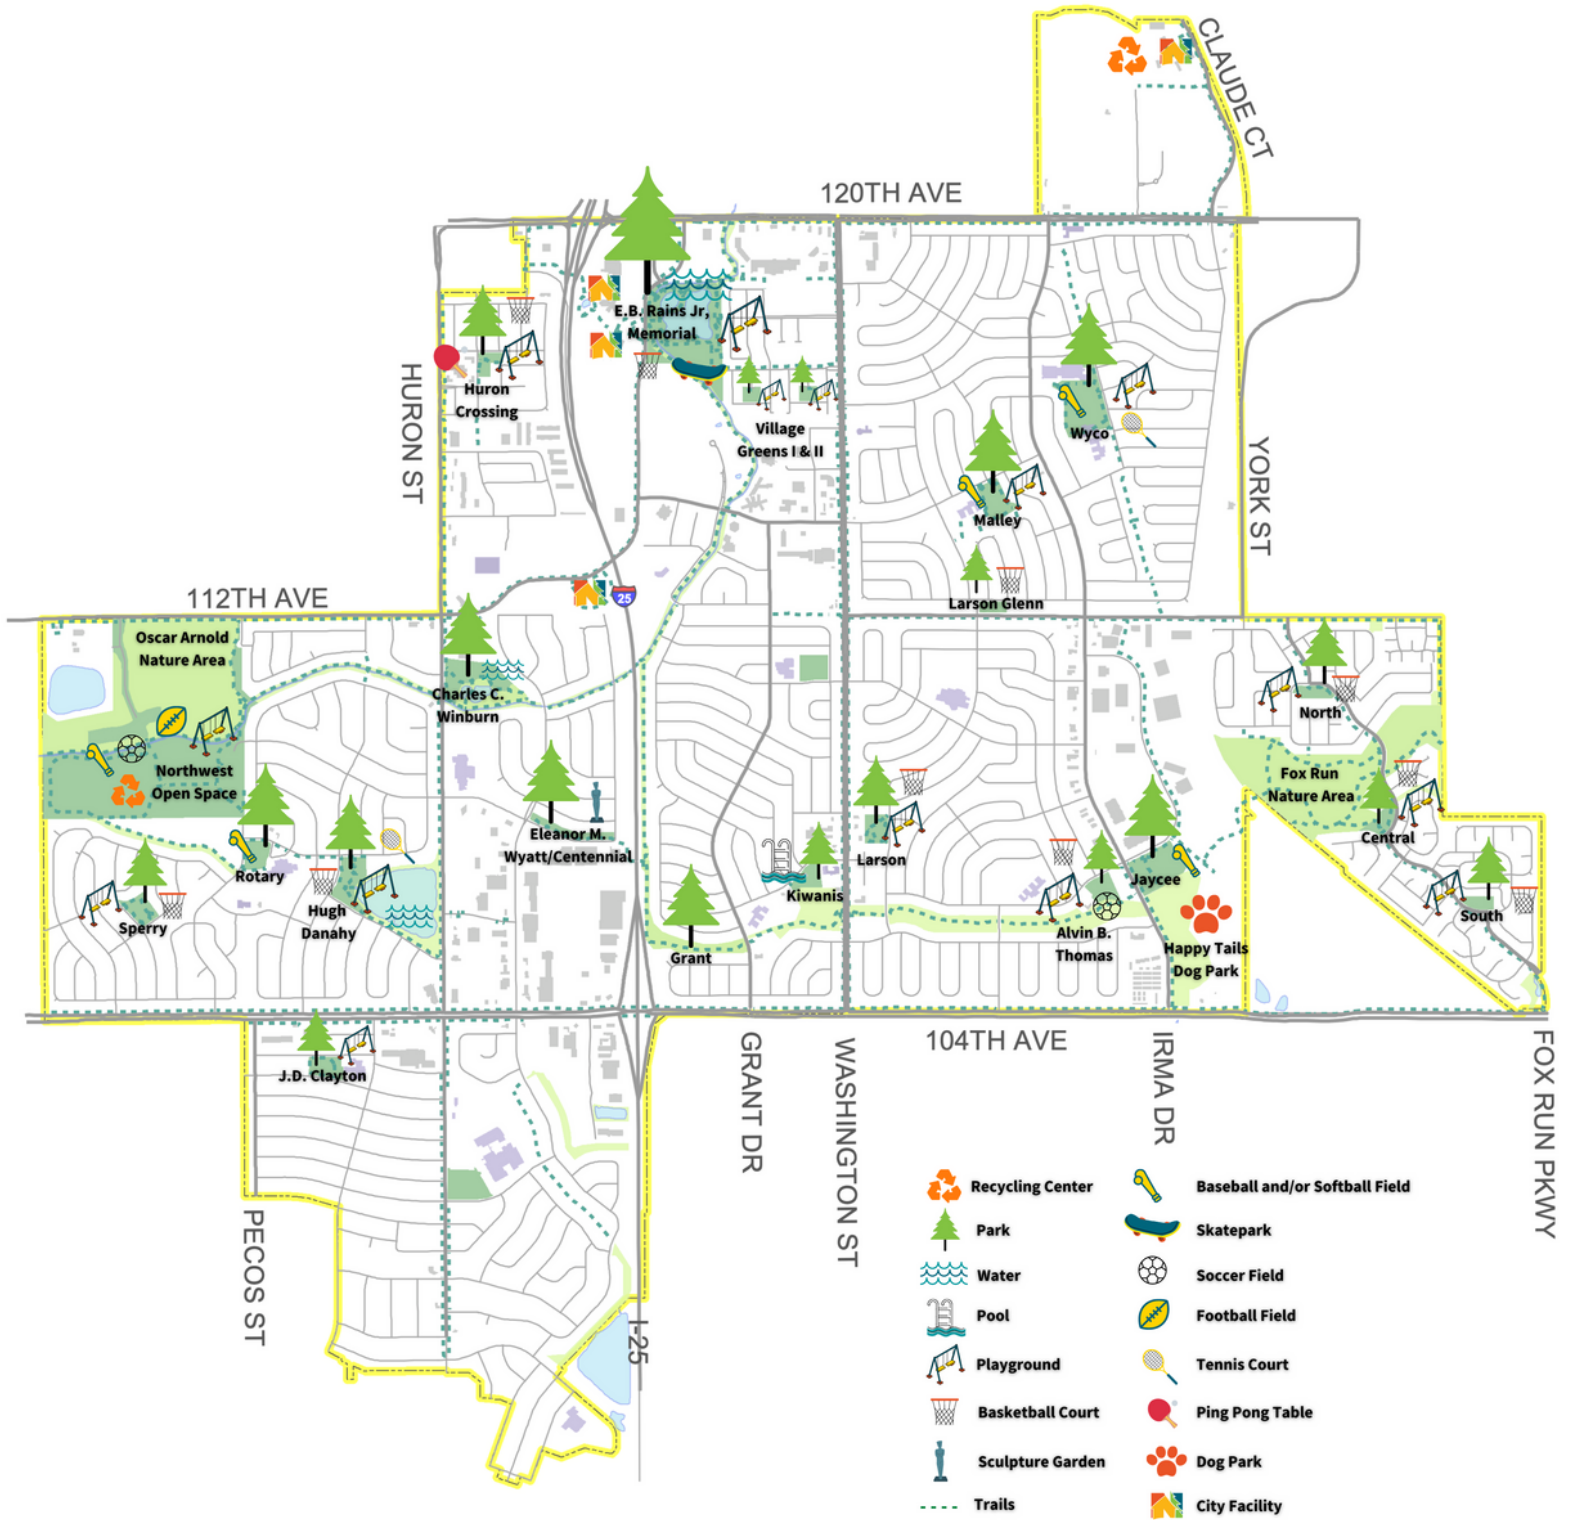 CLAUDE CT
120TH AVE
E.B. Rains Jr,
Memorial
HURON ST
Huron
Crossing
Village
Greens I & II
Wyco
YORK ST
Malley
Larson Glenn
112TH AVE
25
Oscar Arnold
Nature Area
Charles C.
Winburn
North
Northwest
Open Space
Fox Run
Nature Area
Eleanor M.
Wyatt/Centennial
Central
Larson
Rotary
Kiwanis
Jaycee
Hugh
Danahy
Sperry
South
Alvin B.
Thomas
Happy Tails
Dog Park
Grant
104TH AVE
J.D. Clayton
GRANT DR
WASHINGTON ST
IRMA DR
FOX RUN PKWY
PECOS ST
I-25
Recycling Center
Park
Water
Pool
Playground
Basketball Court
Sculpture Garden
Trails
Baseball and/or Softball Field
Skatepark
Soccer Field
Football Field
Tennis Court
Ping Pong Table
Dog Park
City Facility